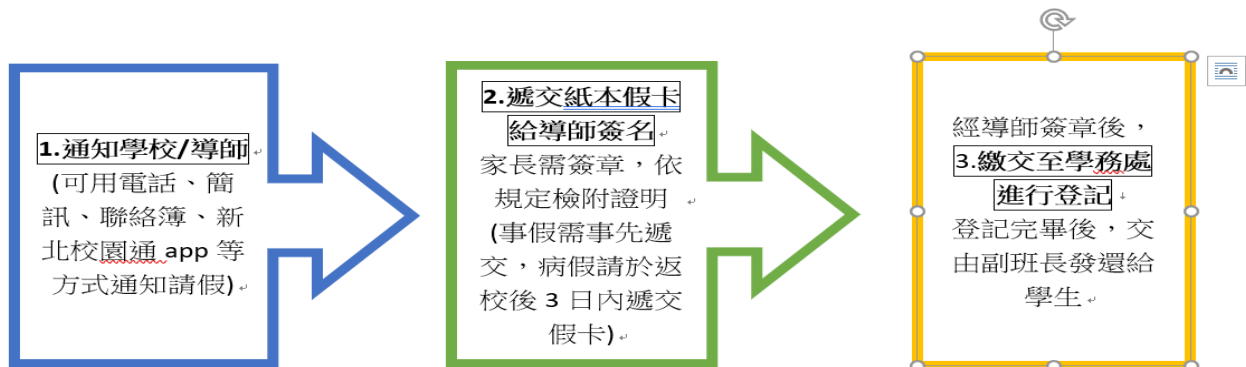 1.通知學校/導師
(可用電話、簡
訊、聯絡簿、新
北校園通 app 等
方式通知請假)
2.遞交紙本假卡
給導師簽名
家長需簽章，依
規定檢附證明
(事假需事先遞
交，病假請於返
校後 3 日內遞交
假卡)
經導師簽章後，
3.繳交至學務處
進行登記
登記完畢後，交
由副班長發還給
學生